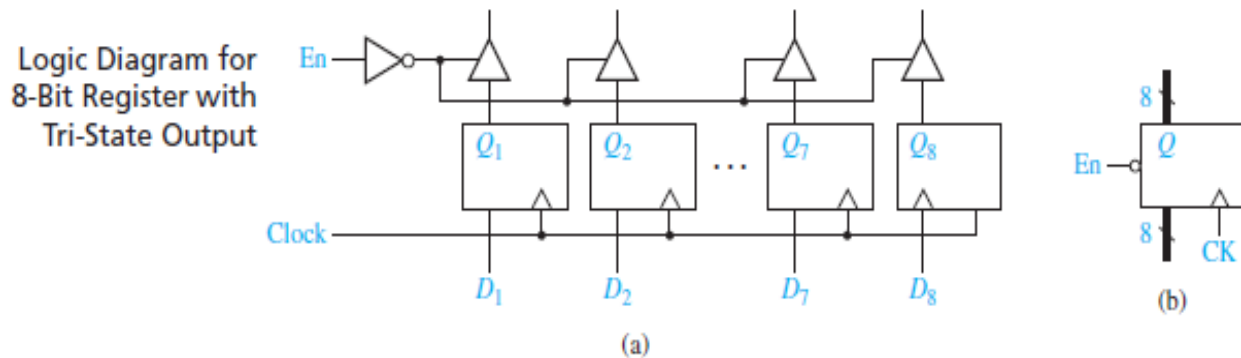 Logic Diagram for
8-Bit Register with
Tri-State Output
En
Q1 Q2 ... Q7 Q8
Clock
D1 D2 D7 D8
(a)
8
En Q
8
CK
(b)